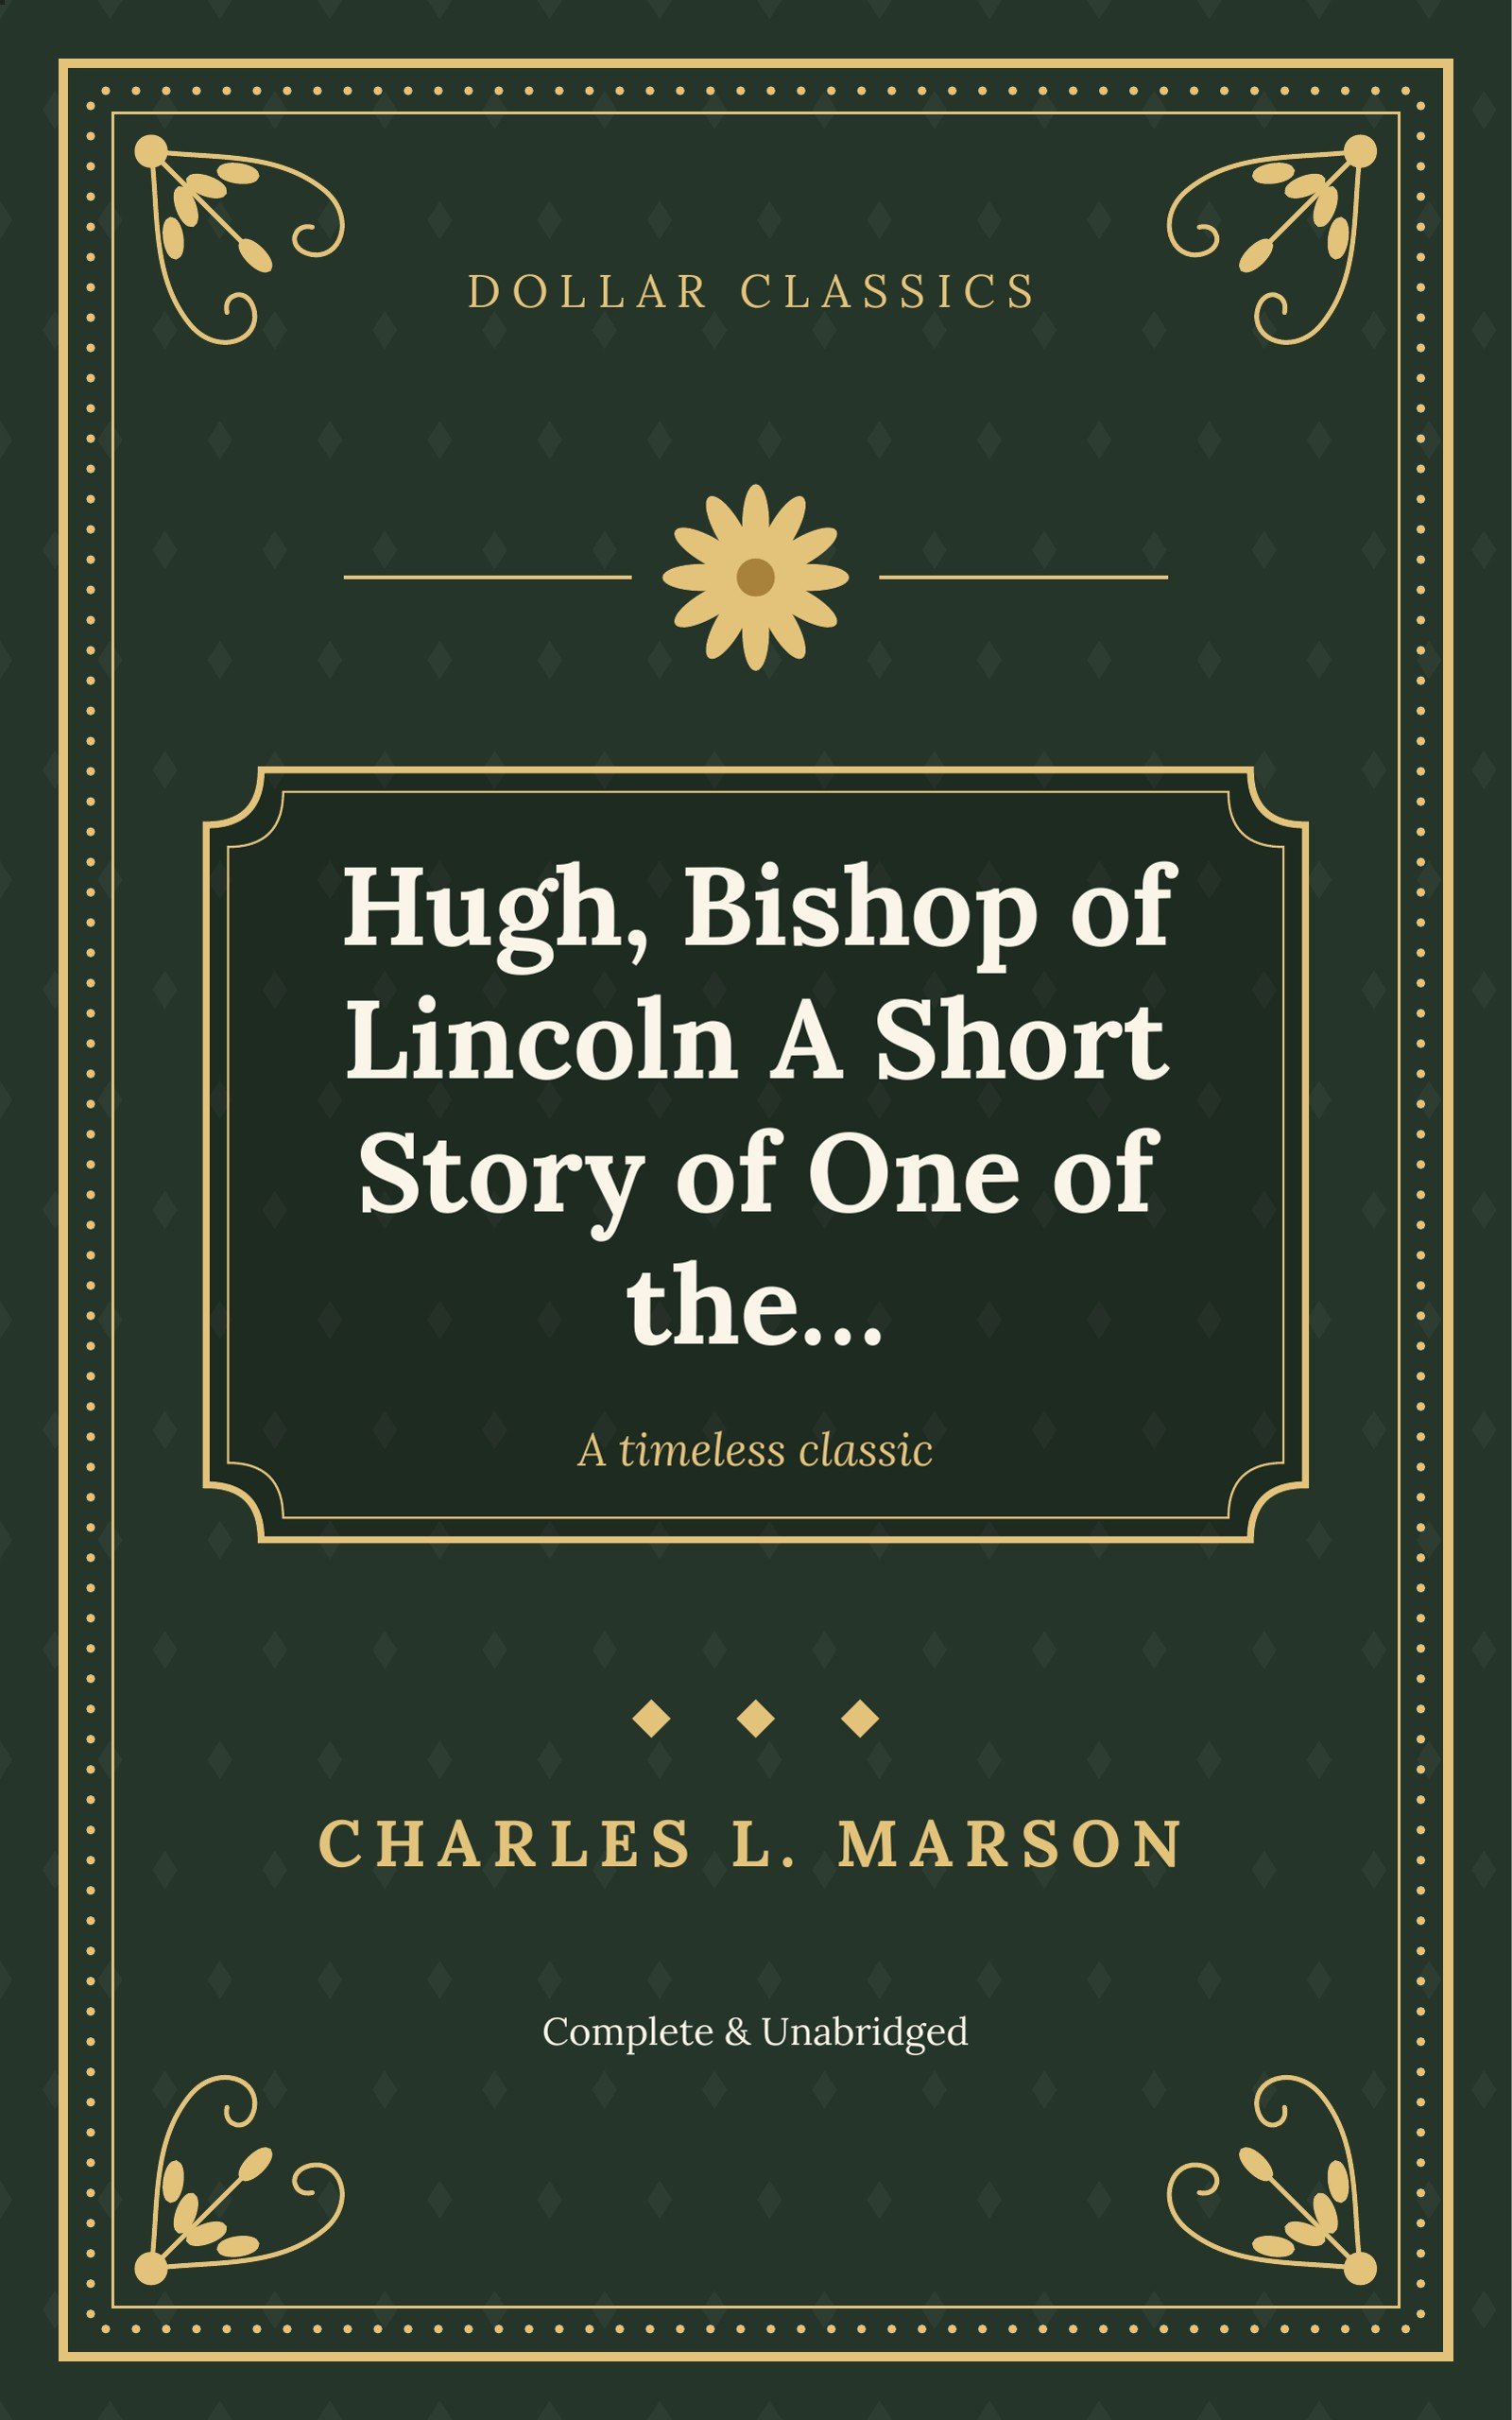 DOLLAR CLASSICS
Hugh, Bishop of
Lincoln A Short
Story of One of
the...
A timeless classic
CHARLES L. MARSON
Complete & Unabridged